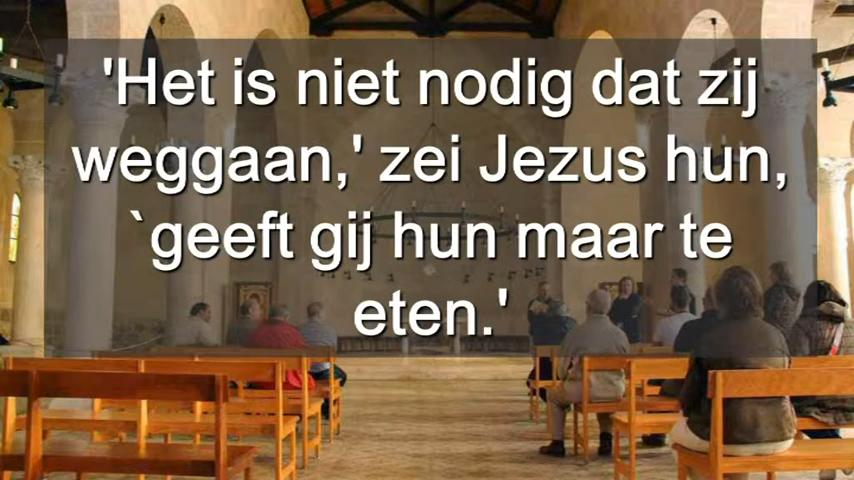 'Het is niet nodig dat zij
weggaan,' zei Jezus hun,
`geeft gij hun maar te
eten.'